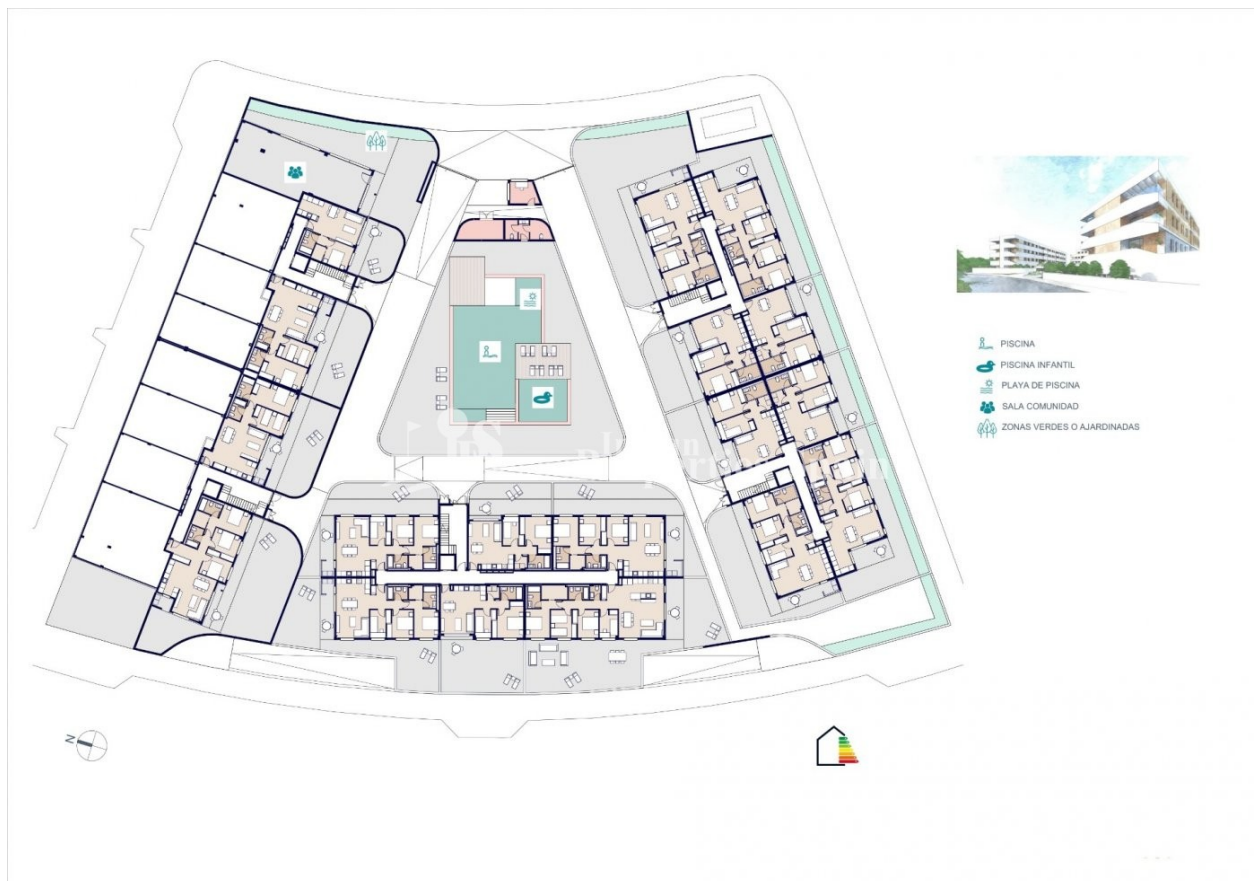 PISCINA
PISCINA INFANTIL
PLAYA DE PISCINA
SALA COMUNIDAD
ZONAS VERDES O AJARDINADAS
N